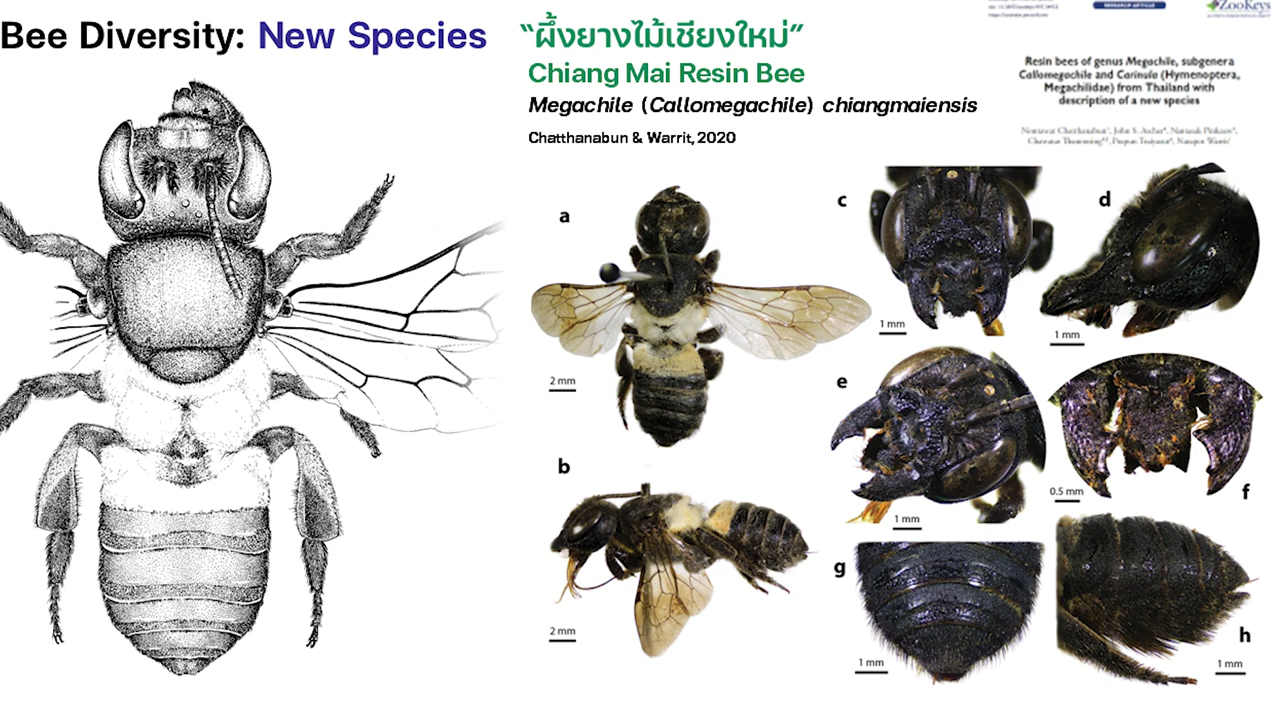 Bee Diversity: New Species
“ผึ้งยางไม้เชียงใหม่”
Chiang Mai Resin Bee
Megachile (Callomegachile) chiangmaiensis
Chatthanabun & Warrit, 2020
RESEARCH ARTICLE
ZooKeys
Resin bees of genus Megachile, subgenera
Callomegachile and Carinula (Hymenoptera,
Megachilidae) from Thailand with
description of a new species
a
2 mm
b
2 mm
c
1 mm
d
1 mm
e
1 mm
f
0.5 mm
g
1 mm
h
1 mm